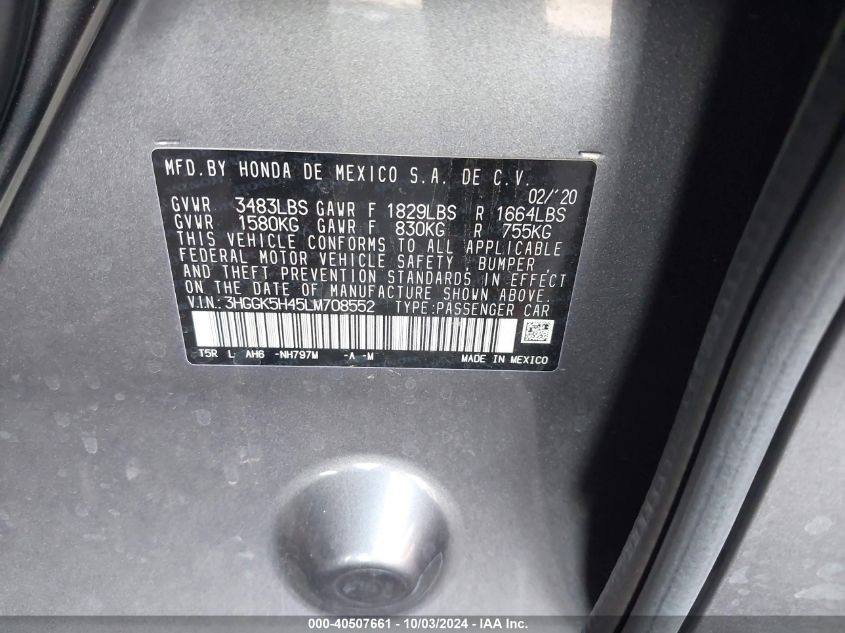 MFD.BY HONDA DE MEXICO S.A. DE C.V.
02/'20
GVWR 3483LBS GAWR F 1829LBS R 1664LBS
GVWR 1580KG GAWR F 830KG R 755KG
THIS VEHICLE CONFORMS TO ALL APPLICABLE
FEDERAL MOTOR VEHICLE SAFETY, BUMPER,
AND THEFT PREVENTION STANDARDS IN EFFECT
ON THE DATE OF MANUFACTURE SHOWN ABOVE.
V.I.N.: 3HGGK5H45LM708552 TYPE:PASSENGER CAR
T5R L AH6 -NH797M -A -M MADE IN MEXICO
000-40507661 - 10/03/2024 - IAA Inc.